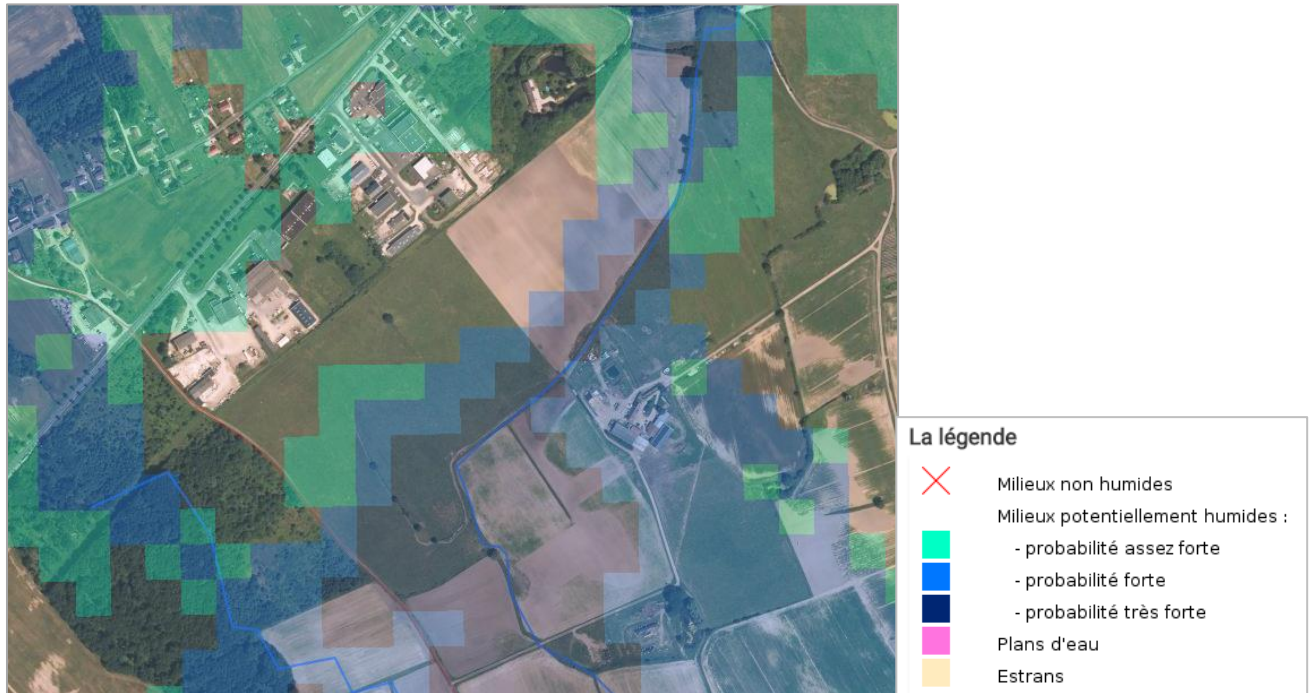 La légende
Milieux non humides
Milieux potentiellement humides :
- probabilité assez forte
- probabilité forte
- probabilité très forte
Plans d'eau
Estrans